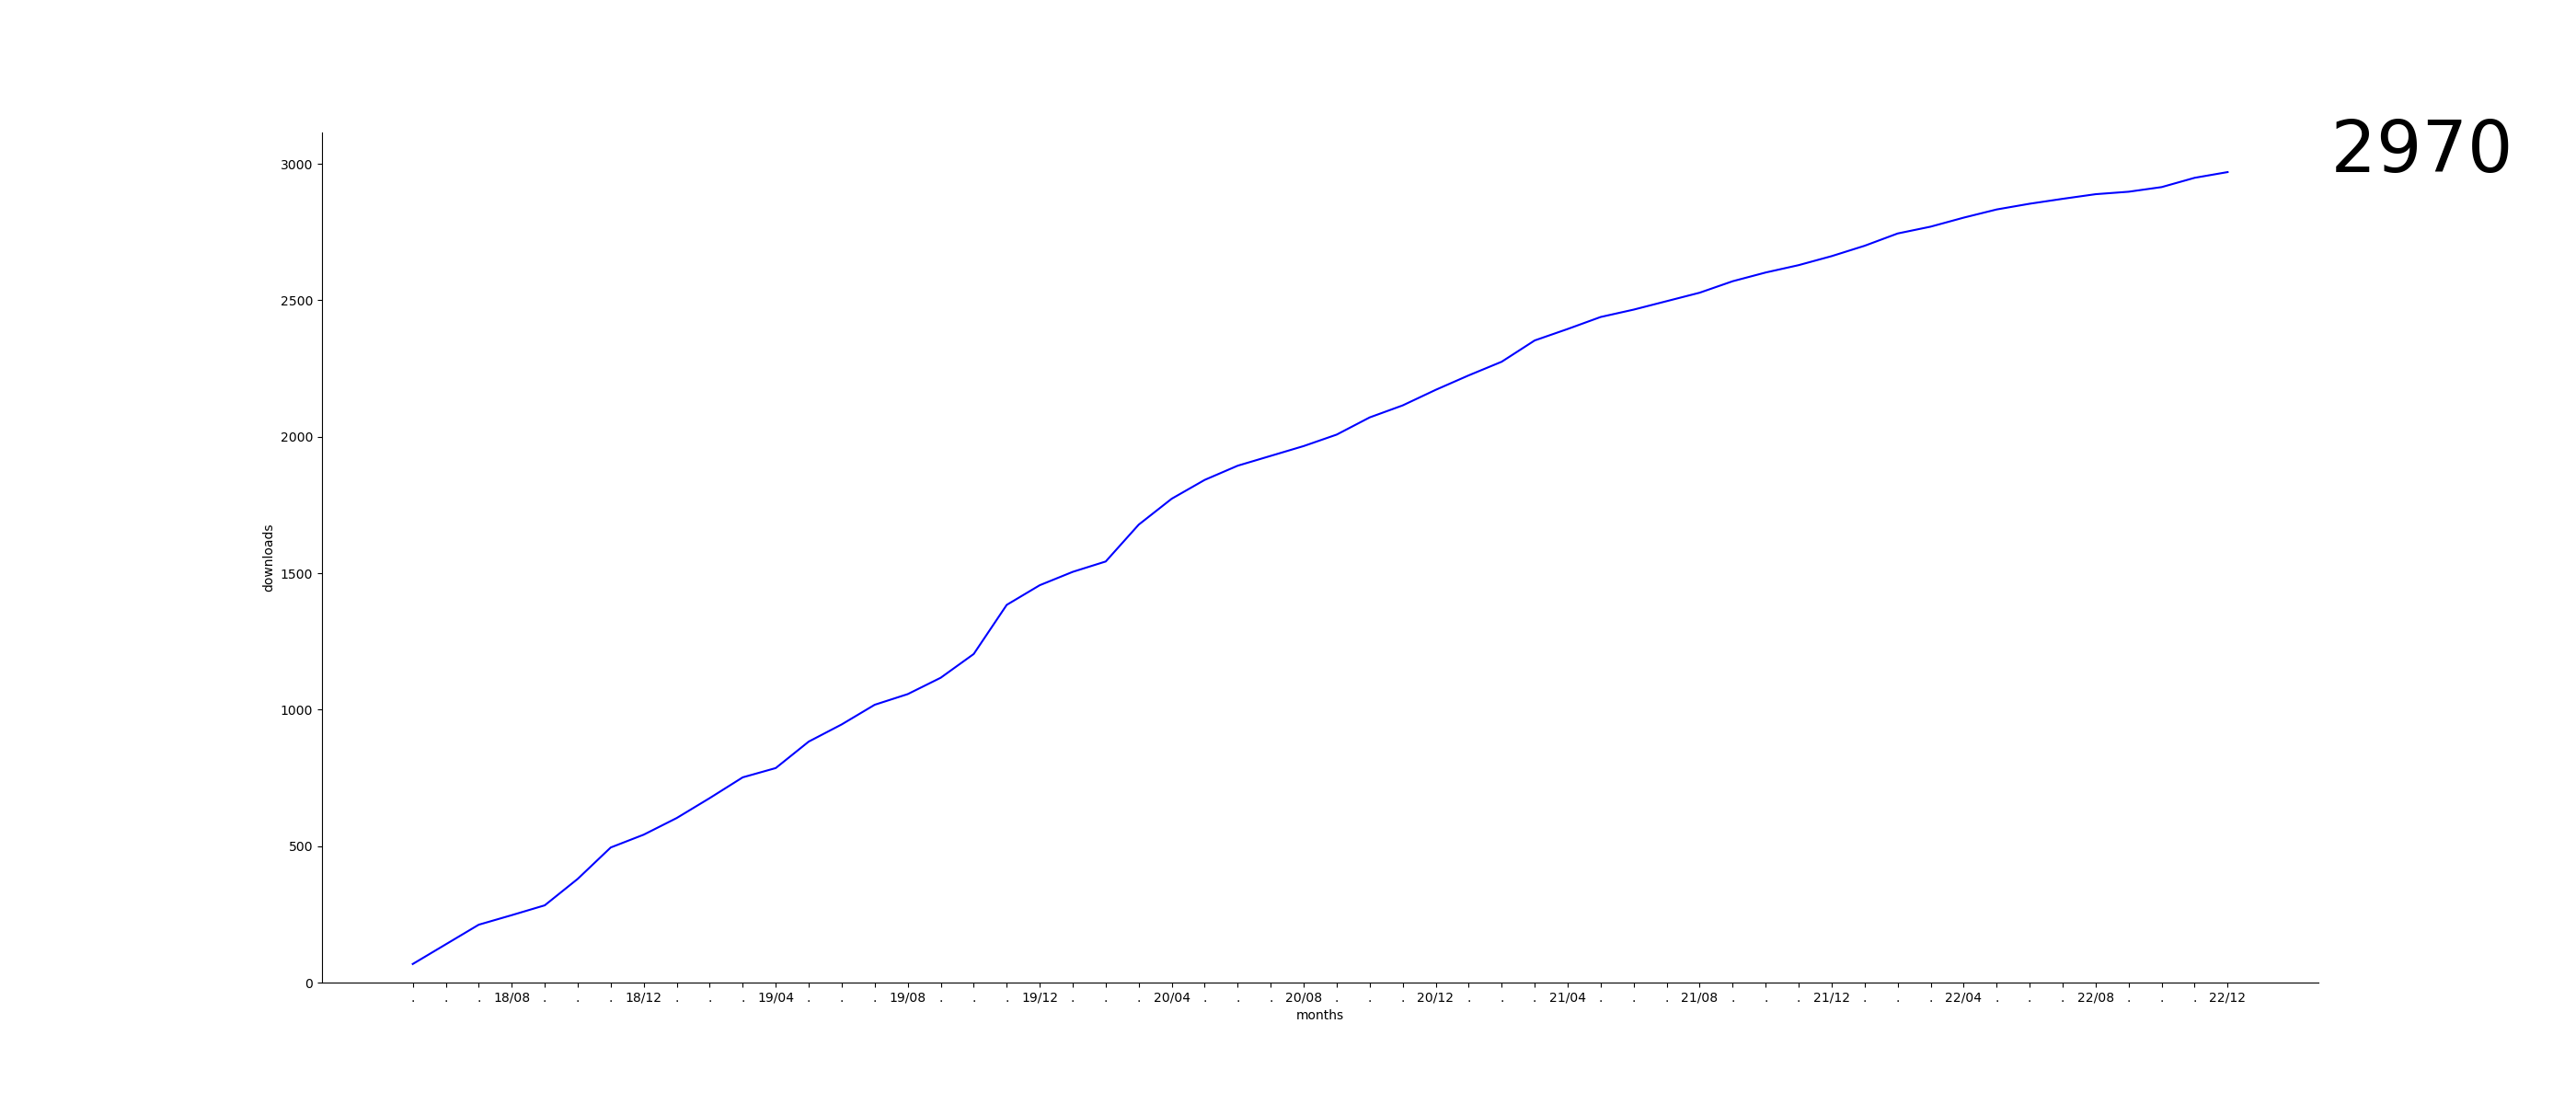 2970
3000
2500
2000
1500
1000
500
0
downloads
. . . 18/08 . . . 18/12 . . . 19/04 . . . 19/08 . . . 19/12 . . . 20/04 . . . 20/08 . . . 20/12 . . . 21/04 . . . 21/08 . . . 21/12 . . . 22/04 . . . 22/08 . . . 22/12
months